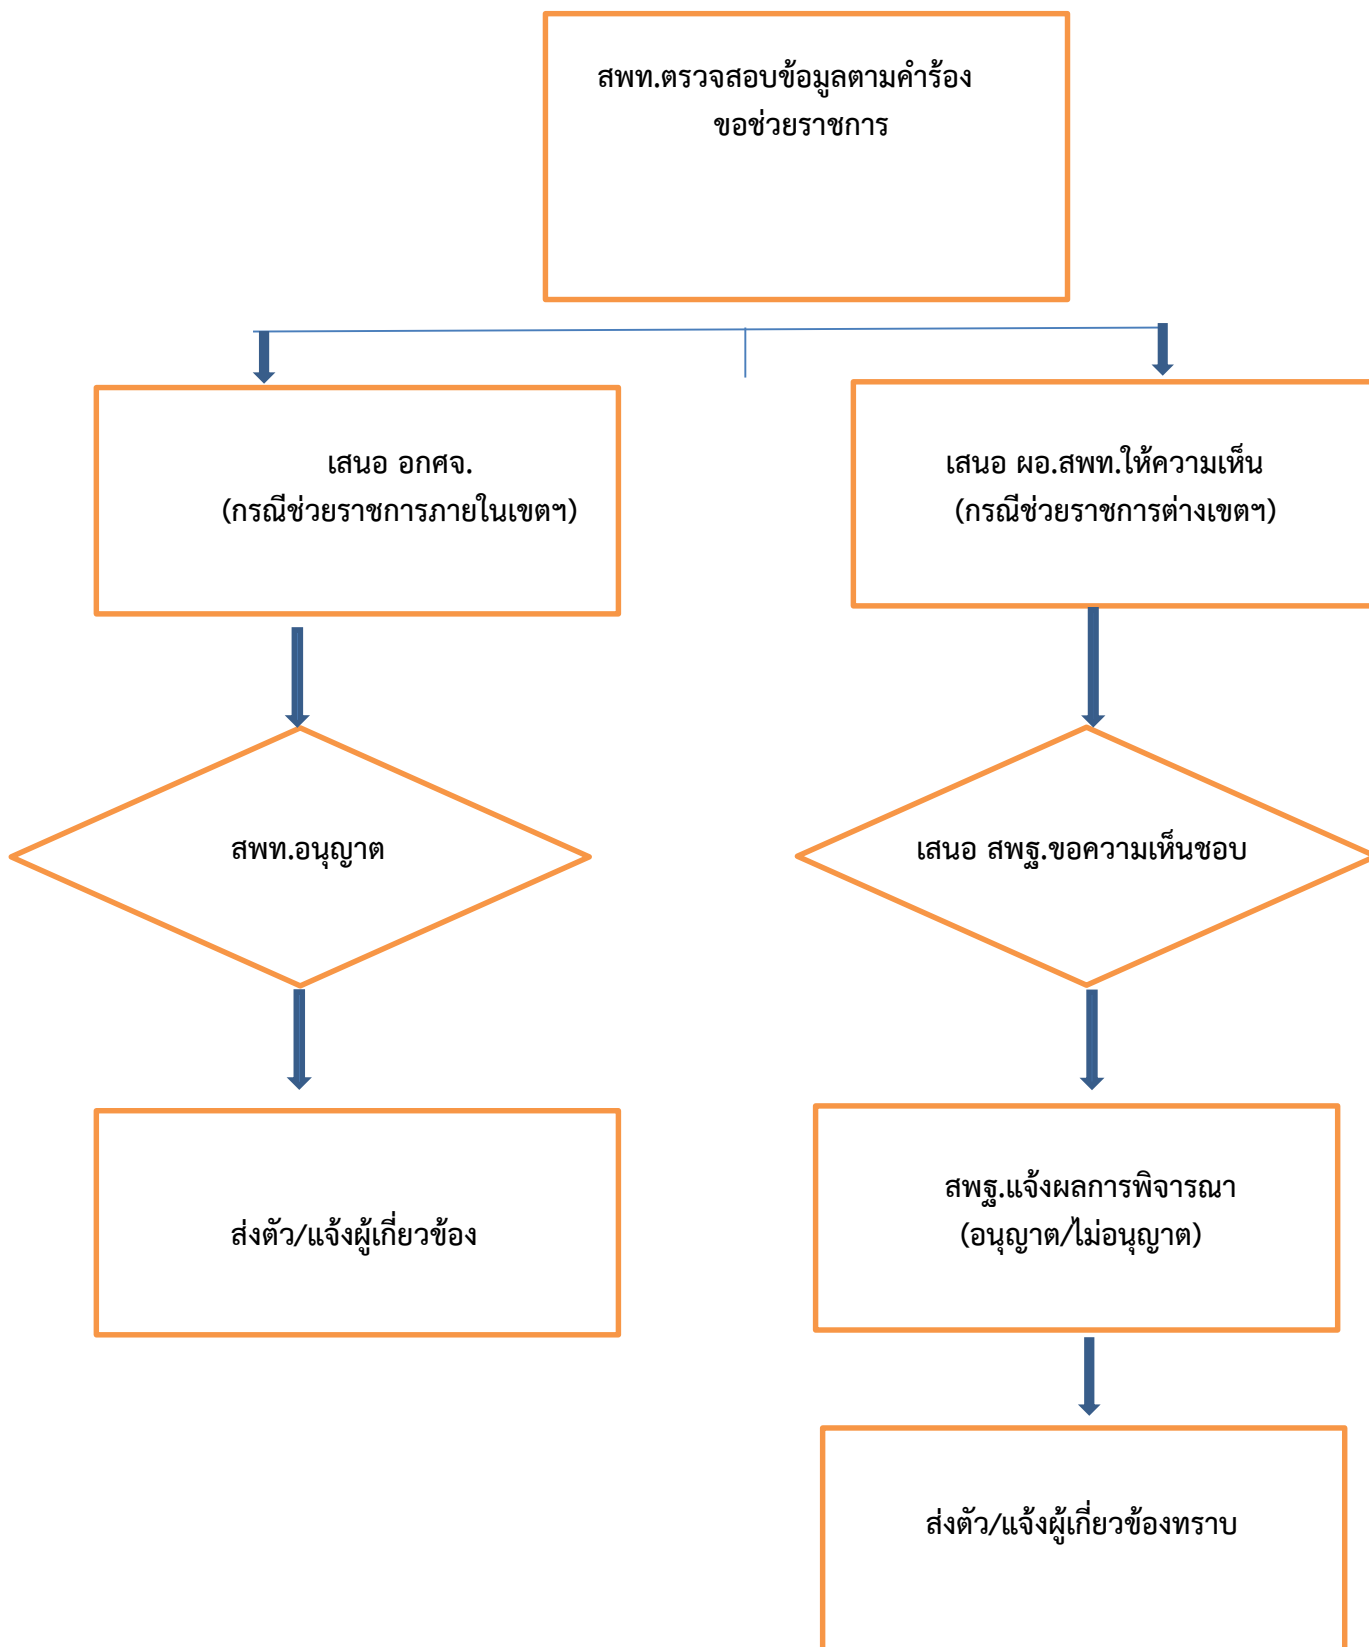 สพท.ตรวจสอบข้อมูลตามคำร้อง
ขอช่วยราชการ
เสนอ อกศจ.
(กรณีช่วยราชการภายในเขตฯ)
เสนอ ผอ.สพท.ให้ความเห็น
(กรณีช่วยราชการต่างเขตฯ)
สพท.อนุญาต
เสนอ สพฐ.ขอความเห็นชอบ
ส่งตัว/แจ้งผู้เกี่ยวข้อง
สพฐ.แจ้งผลการพิจารณา
(อนุญาต/ไม่อนุญาต)
ส่งตัว/แจ้งผู้เกี่ยวข้องทราบ